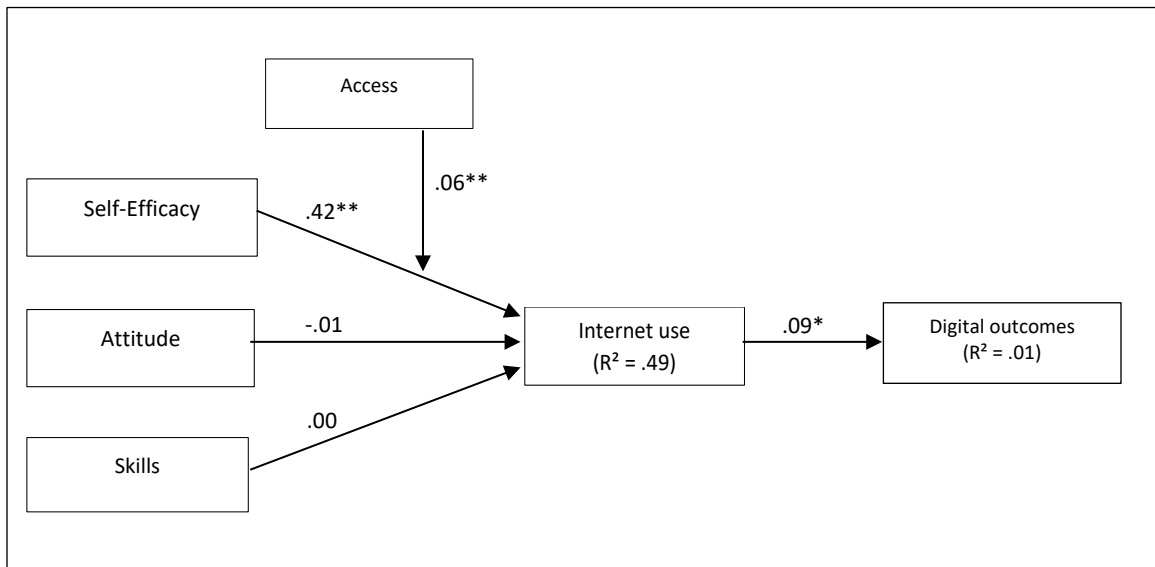 Access
.06**
Self-Efficacy
.42**
Attitude
-.01
Internet use
(R² = .49)
.09*
Digital outcomes
(R² = .01)
.00
Skills